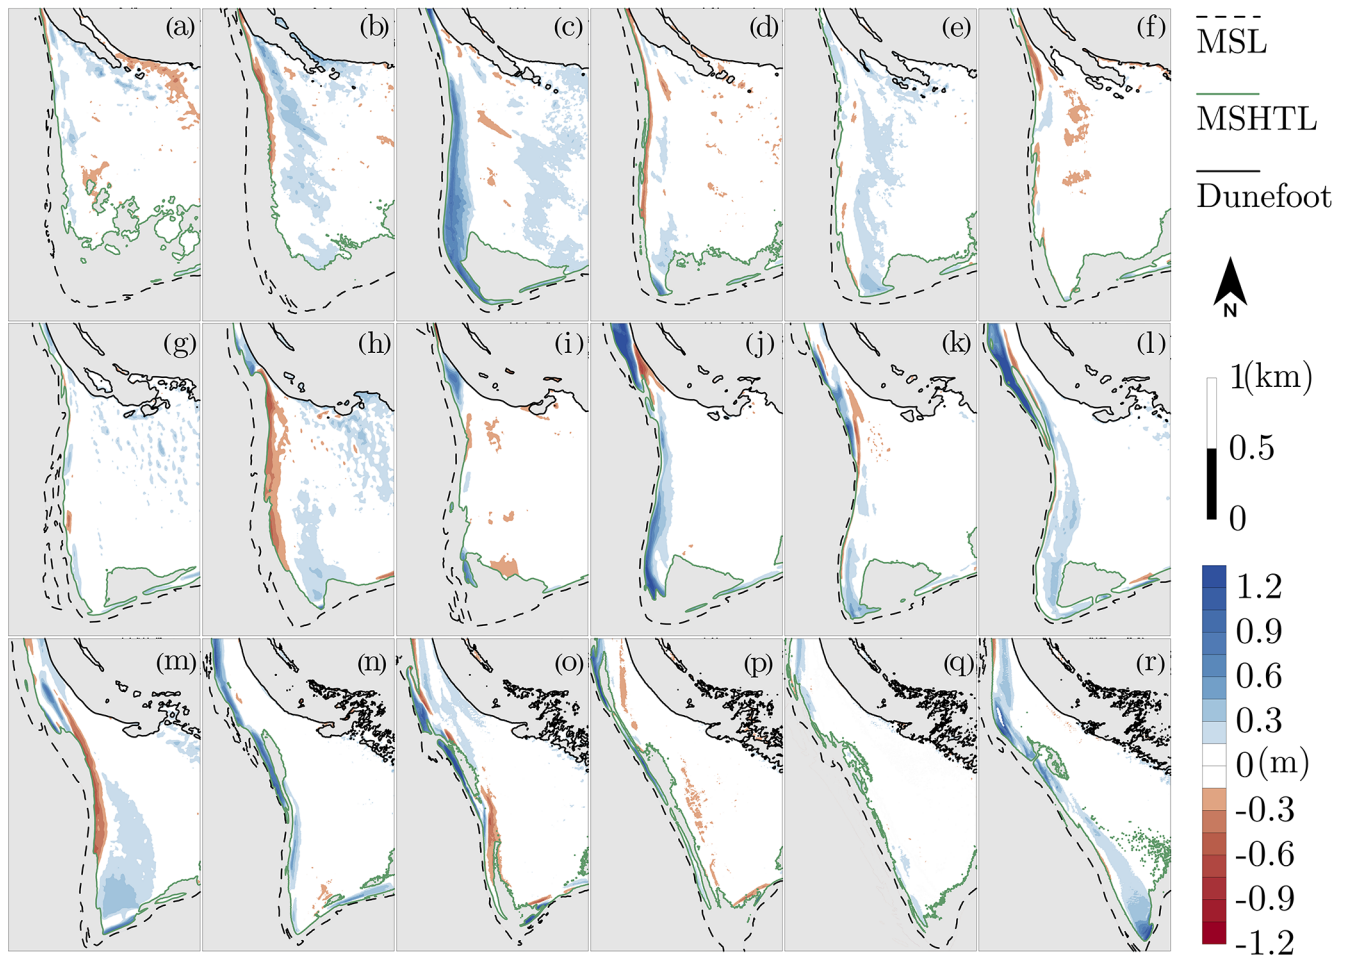 (a)
(b)
(c)
(d)
(e)
(f)
(g)
(h)
(i)
(j)
(k)
(l)
(m)
(n)
(o)
(p)
(q)
(r)
MSL
MSHTL
Dunefoot
N
1(km)
0.5
0
1.2
0.9
0.6
0.3
0(m)
-0.3
-0.6
-0.9
-1.2